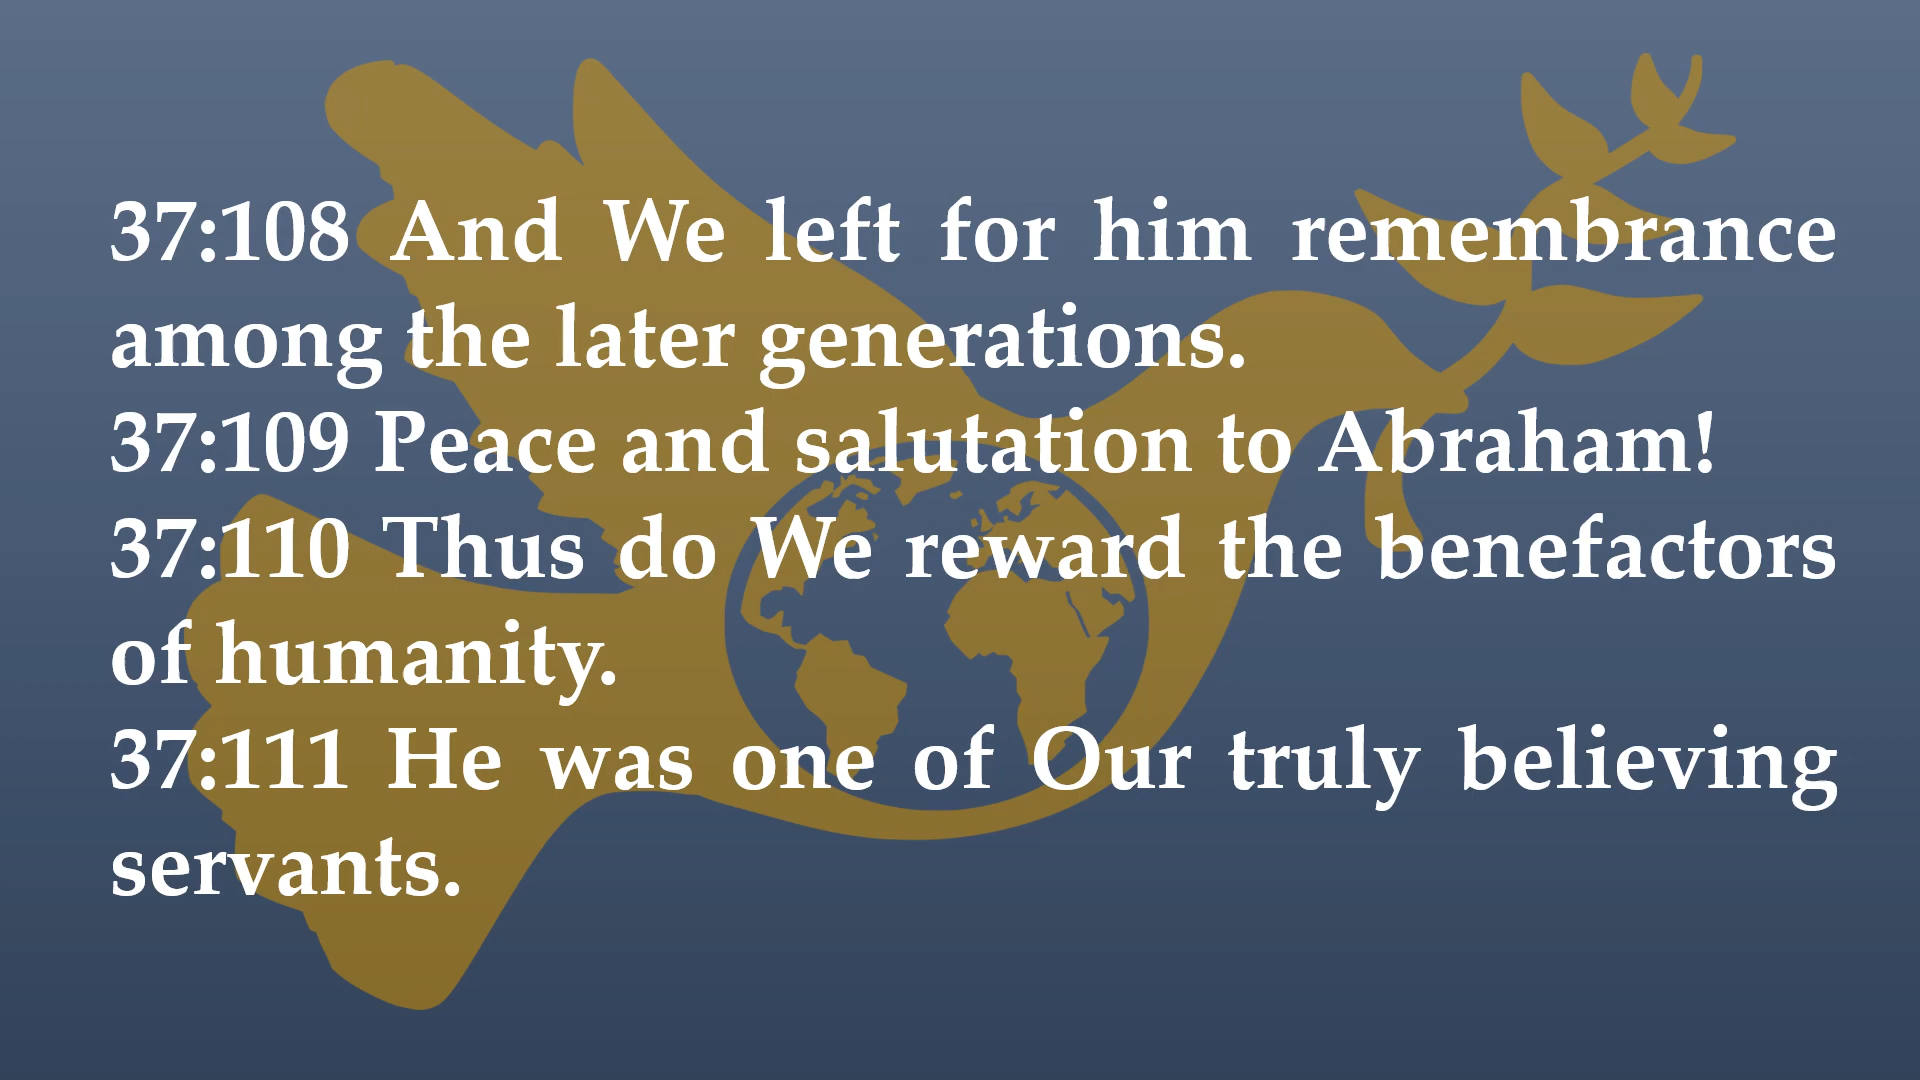 37:108 And We left for him remembrance
among the later generations.
37:109 Peace and salutation to Abraham!
37:110 Thus do We reward the benefactors
of humanity.
37:111 He was one of Our truly believing
servants.